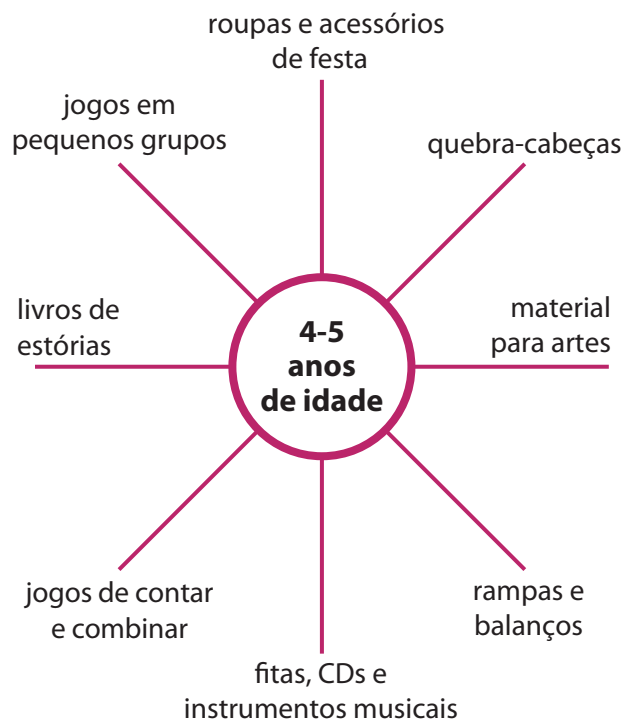 roupas e acessórios
de festa
jogos em
pequenos grupos
quebra-cabeças
livros de
estórias
4-5
anos
de idade
material
para artes
jogos de contar
e combinar
rampas e
balanços
fitas, CDs e
instrumentos musicais